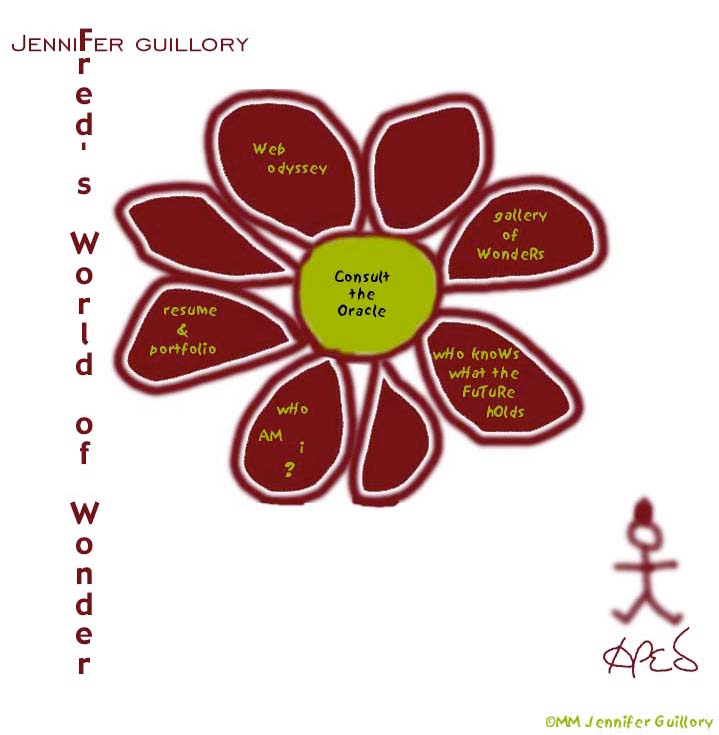 Jennifer guillory
Fred's World of Wonder
Web
odyssey
gallery
of
WondeRs
Consult
the
Oracle
resume
&
portfolio
wHo knoWs
wHat the
FuTuRe
hOlds
wHo
AM i
?
©MM Jennifer Guillory